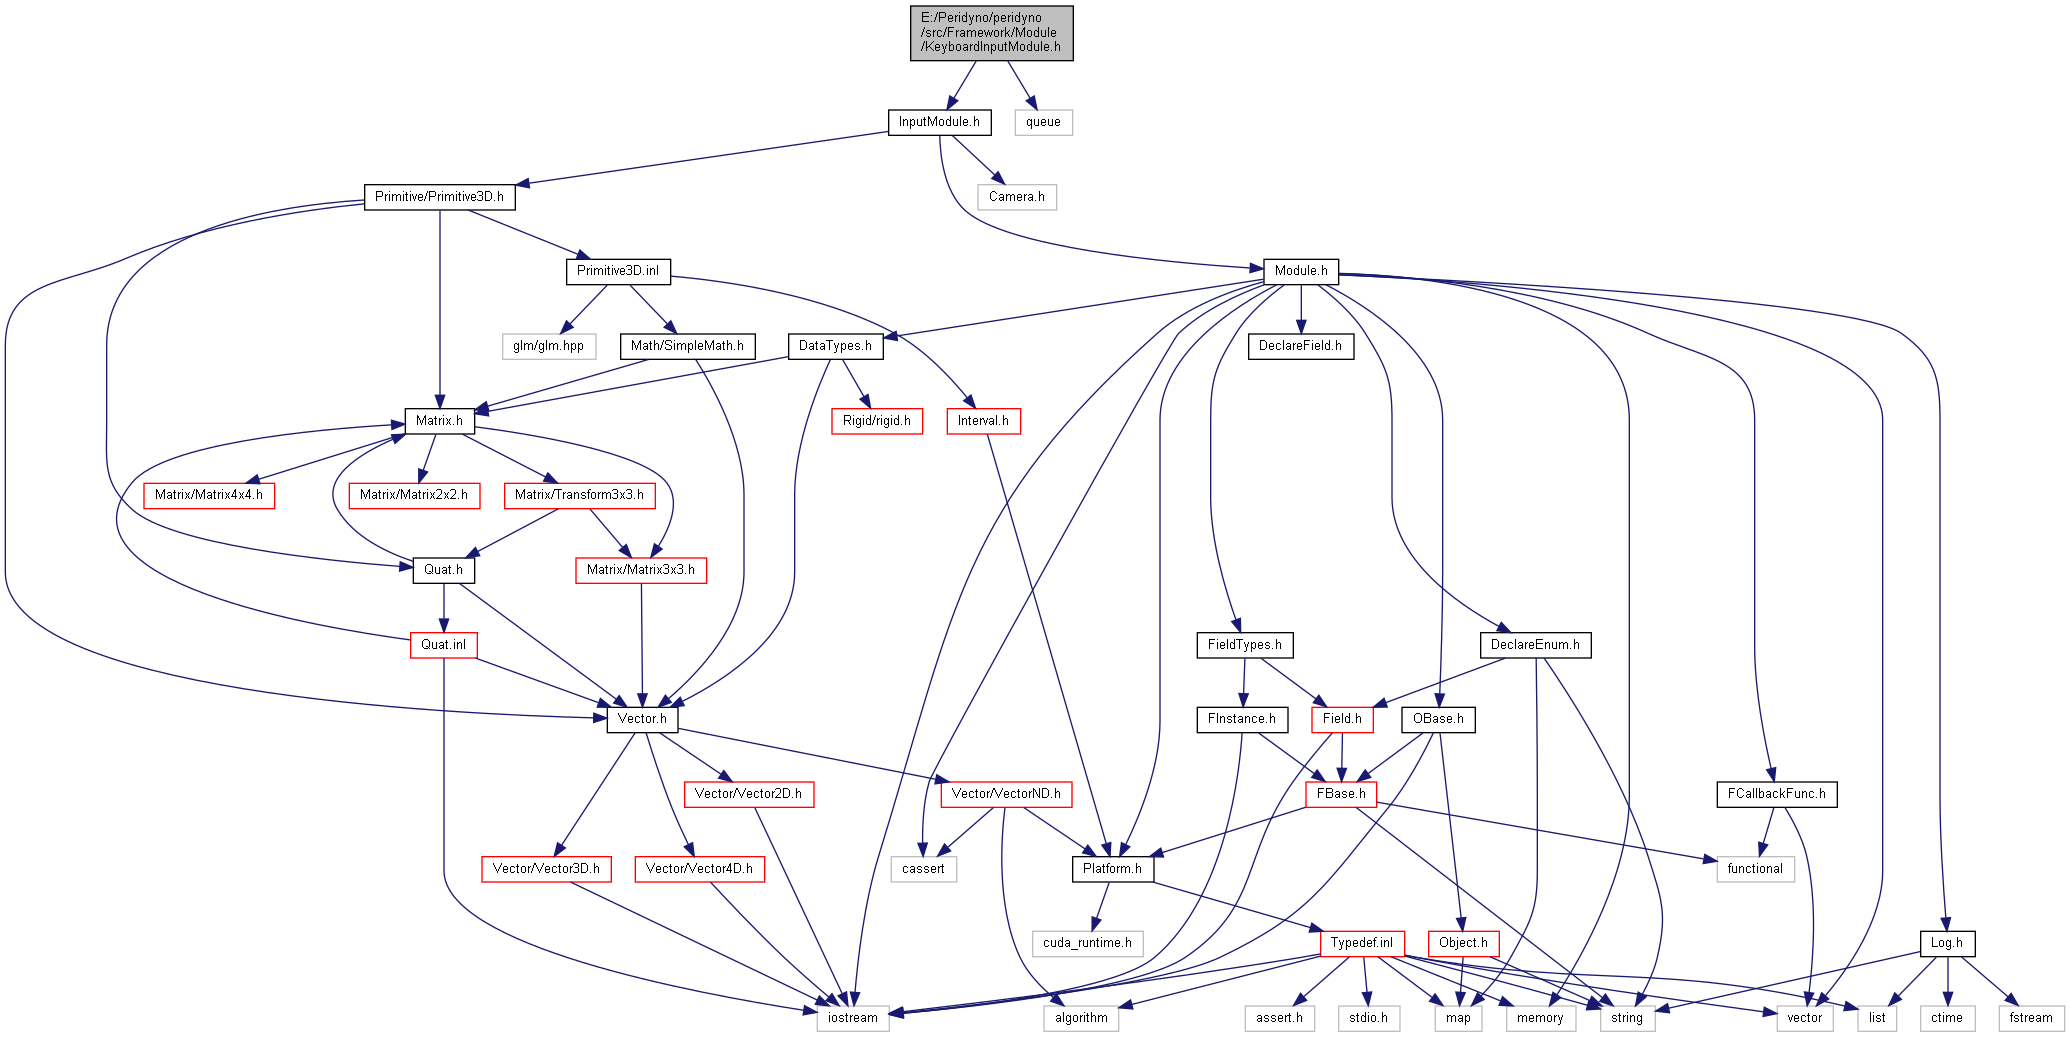 E:/Peridyno/peridyno
/src/Framework/Module
/KeyboardInputModule.h
InputModule.h
queue
Primitive/Primitive3D.h
Camera.h
Primitive3D.inl
Module.h
glm/glm.hpp
Math/SimpleMath.h
DataTypes.h
DeclareField.h
Matrix.h
Rigid/rigid.h
Interval.h
Matrix/Matrix4x4.h
Matrix/Matrix2x2.h
Matrix/Transform3x3.h
Quat.h
Matrix/Matrix3x3.h
Quat.inl
FieldTypes.h
DeclareEnum.h
Vector.h
FInstance.h
Field.h
OBase.h
Vector/Vector2D.h
Vector/VectorND.h
FBase.h
FCallbackFunc.h
Vector/Vector3D.h
Vector/Vector4D.h
cassert
Platform.h
functional
cuda_runtime.h
Typedef.inl
Object.h
Log.h
iostream
algorithm
assert.h
stdio.h
map
memory
string
vector
list
ctime
fstream